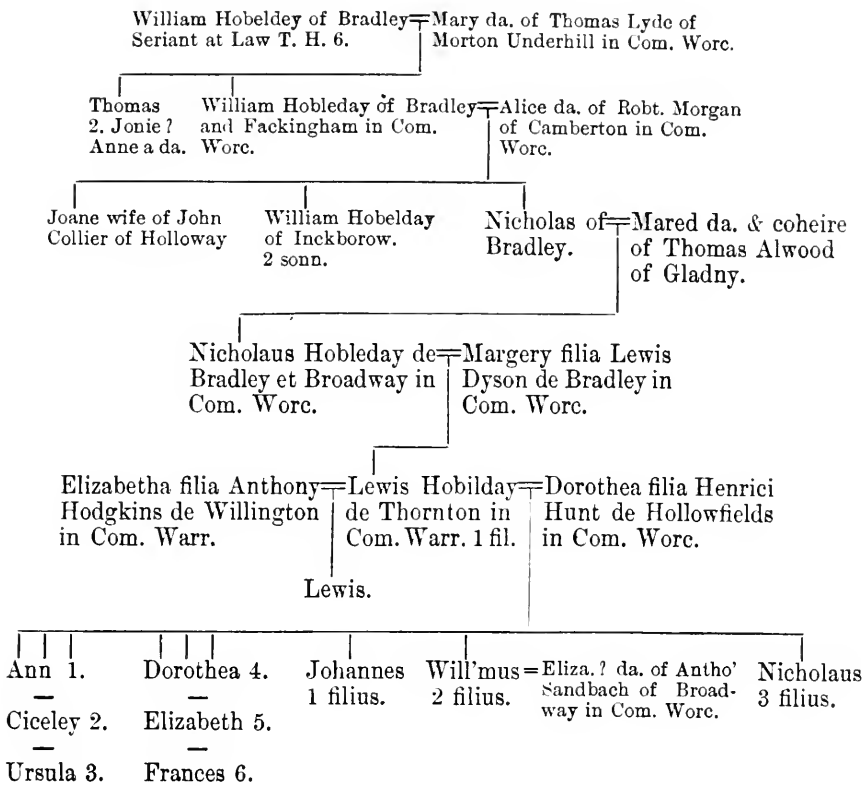 William Hobeldey of Bradley=Mary da. of Thomas Lyde of
Seriant at Law T. H. 6. Morton Underhill in Com. Worc.
Thomas
2. Jonie ?
Anne a da.
William Hobleday of Bradley=Alice da. of Robt. Morgan
and Fackingham in Com. of Camberton in Com.
Worc. Worc.
Joane wife of John
Collier of Holloway
William Hobelday
of Inckborow.
2 sonn.
Nicholas of=Mared da. & coheire
Bradley. of Thomas Alwood
of Gladny.
Nicholaus Hobleday de=Margery filia Lewis
Bradley et Broadway in Dyson de Bradley in
Com. Worc. Com. Worc.
Elizabetha filia Anthony=Lewis Hobilday=Dorothea filia Henrici
Hodgkins de Willington de Thornton in Hunt de Hollowfields
in Com. Warr. Com. Warr. 1 fil. in Com. Worc.
Lewis.
Ann 1.
Ciceley 2.
Ursula 3.
Dorothea 4.
Elizabeth 5.
Frances 6.
Johannes
1 filius.
Will'mus=Eliza. ? da. of Antho'
2 filius. Sandbach of Broad-
way in Com. Worc.
Nicholaus
3 filius.